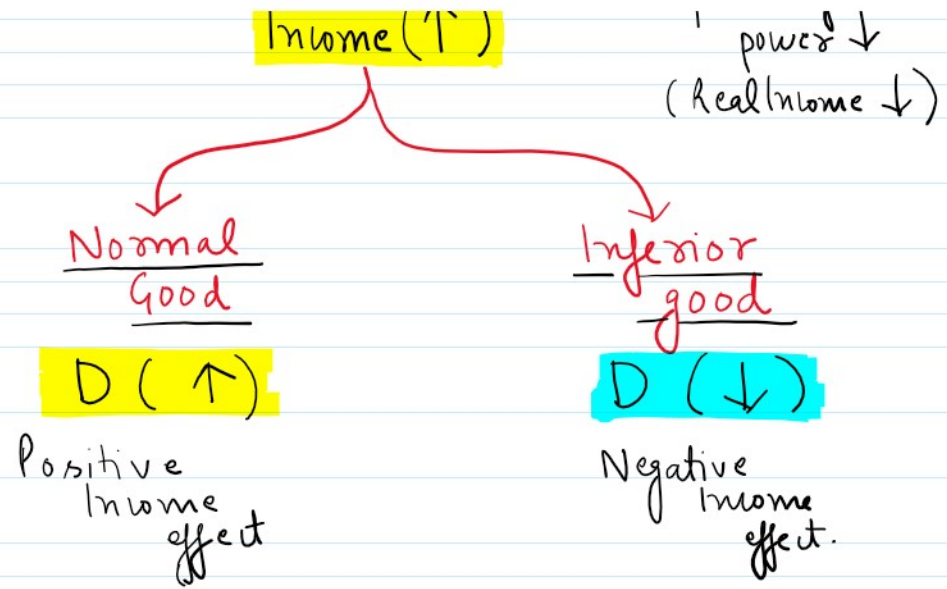 Income (↑)
power ↓
(Real Income ↓)
Normal
Good
Inferior
good
D (↑)
D (↓)
Positive
Income
effect
Negative
Income
effect.